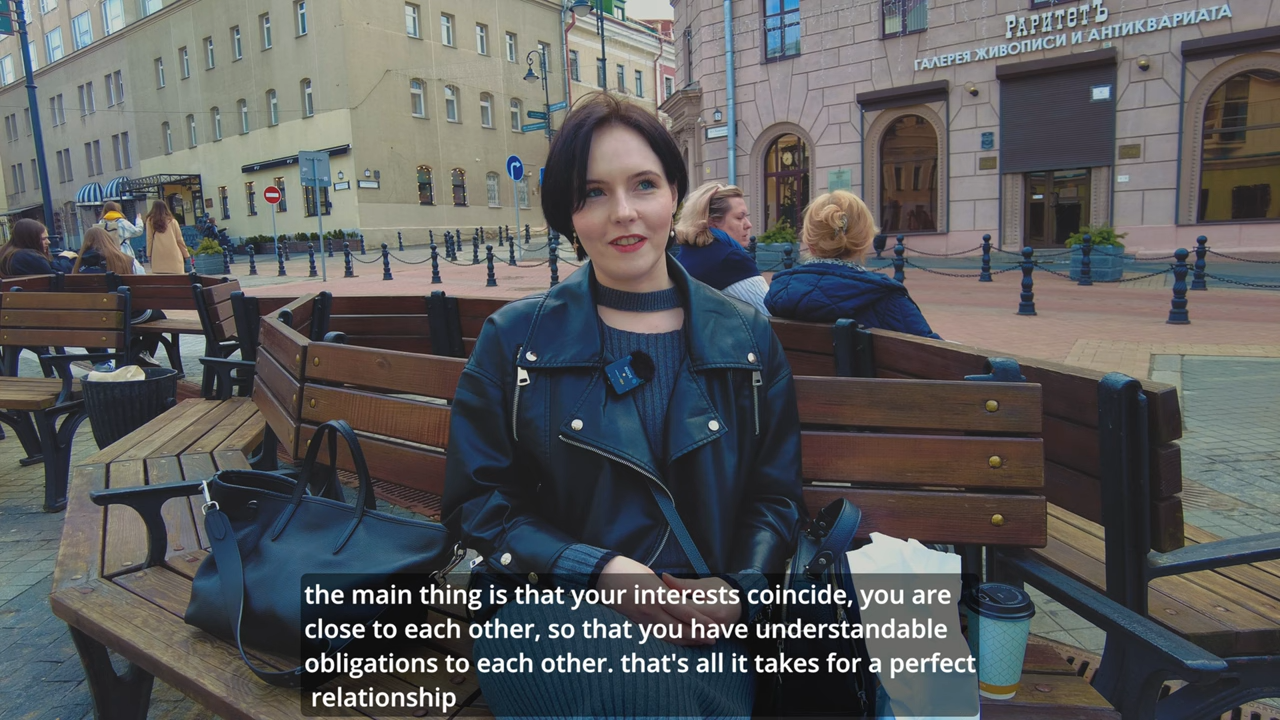 РаритетЪ
ГАЛЕРЕЯ ЖИВОПИСИ И АНТИКВАРИАТА
the main thing is that your interests coincide, you are
close to each other, so that you have understandable
obligations to each other. that's all it takes for a perfect
relationship